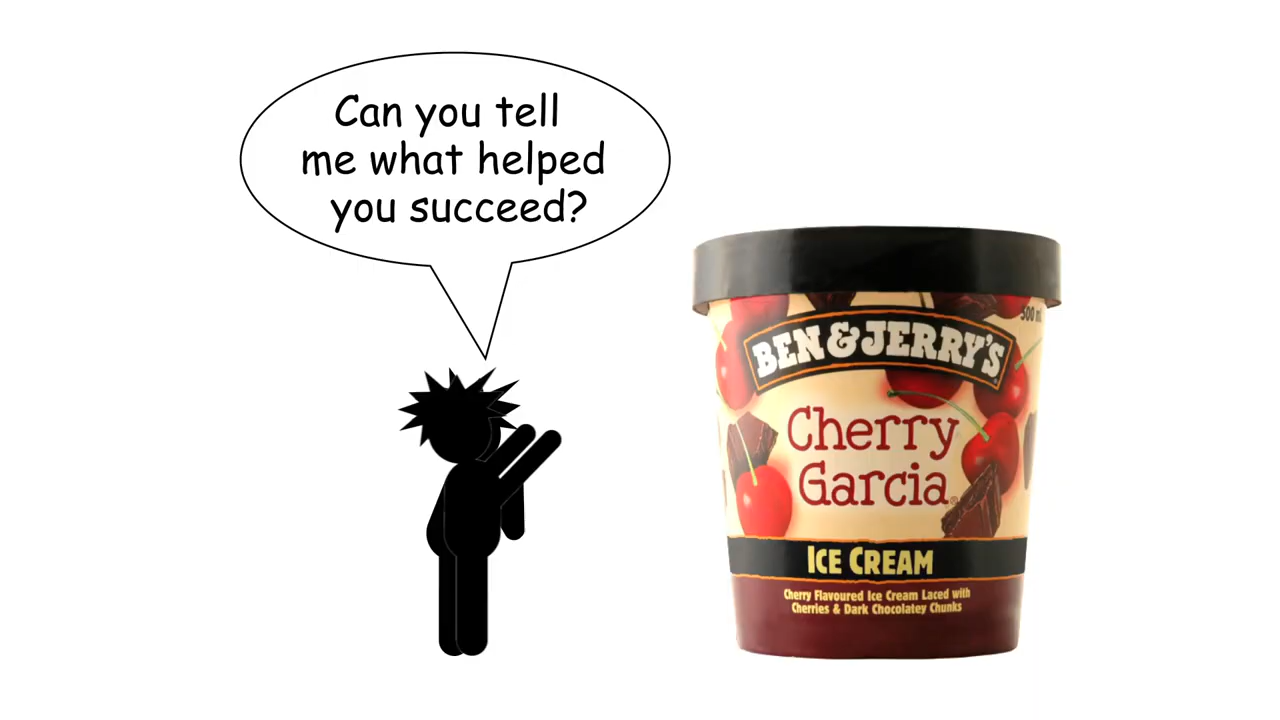 Can you tell
me what helped
you succeed?
500 ml
BEN & JERRY'S
Cherry
Garcia
ICE CREAM
Cherry Flavoured Ice Cream Laced with
Cherries & Dark Chocolatey Chunks